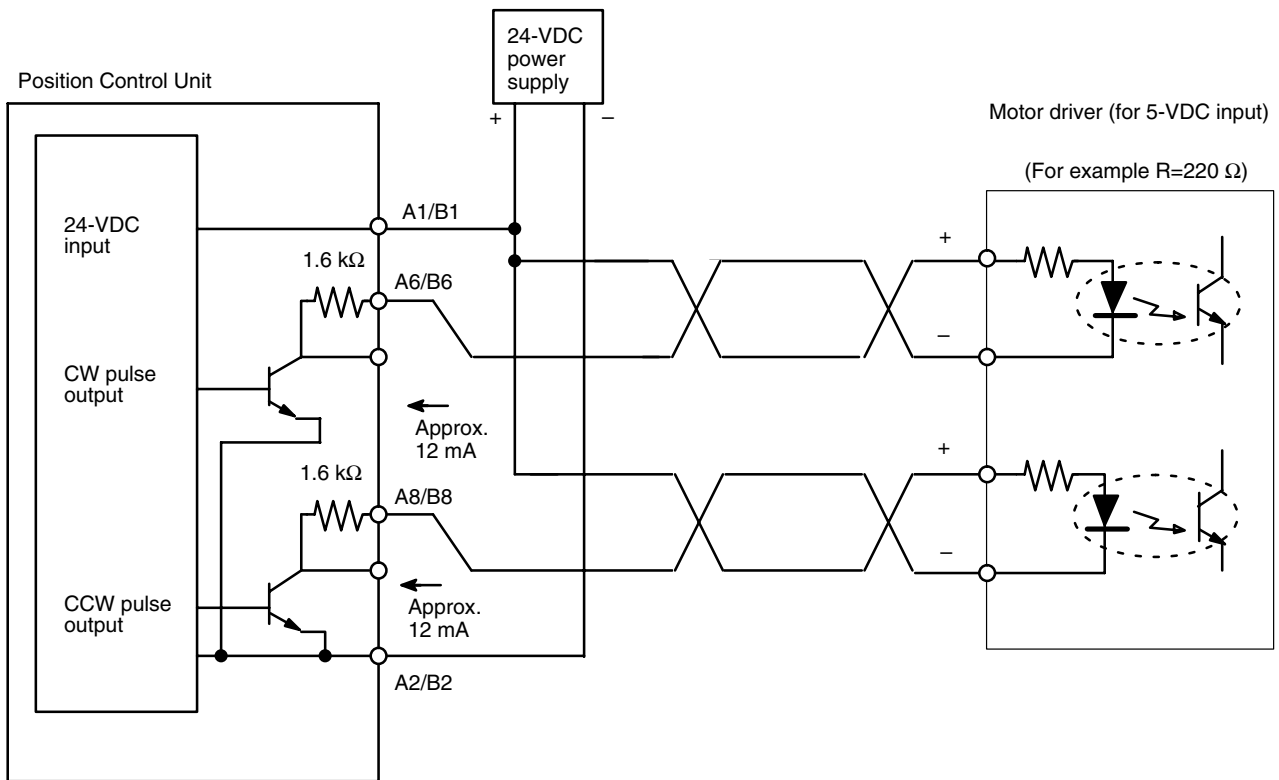 24-VDC
power
supply
Position Control Unit
+
–
Motor driver (for 5-VDC input)
(For example R=220 Ω)
24-VDC
input
A1/B1
1.6 kΩ
A6/B6
+
–
CW pulse
output
Approx.
12 mA
1.6 kΩ
A8/B8
+
–
CCW pulse
output
Approx.
12 mA
A2/B2